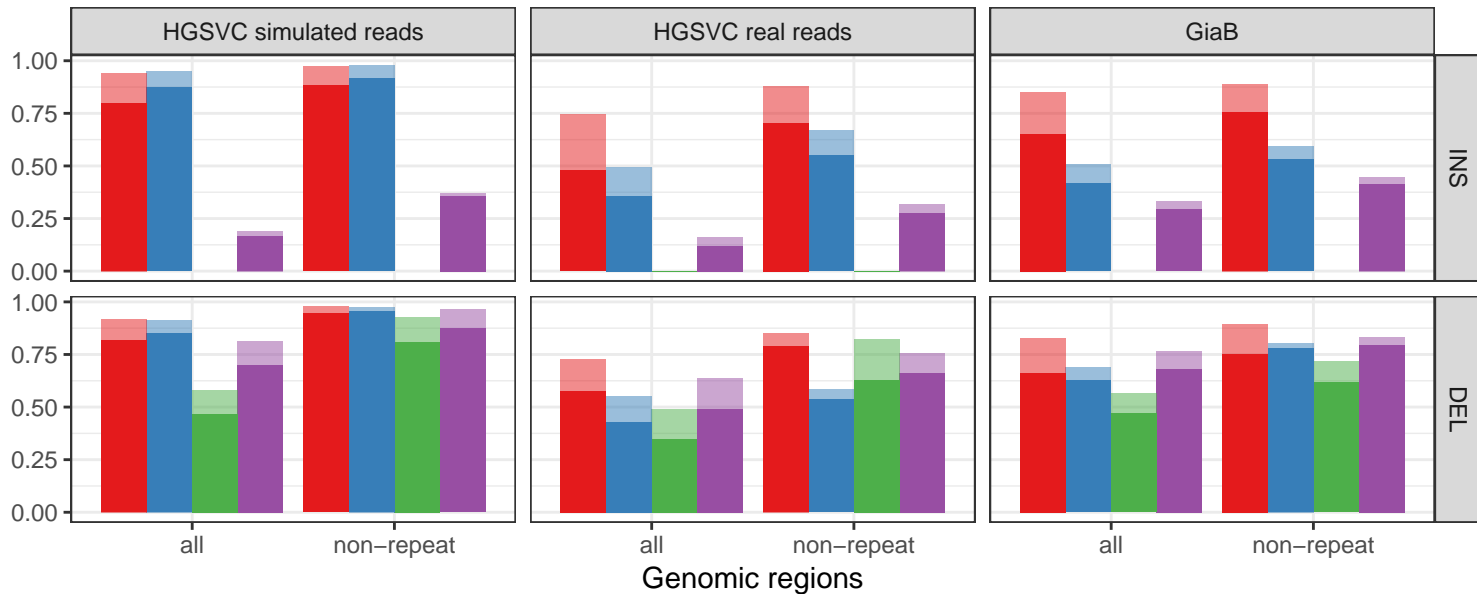 HGSVC simulated reads
HGSVC real reads
GiaB
1.00
0.75
0.50
0.25
0.00
INS
1.00
0.75
0.50
0.25
0.00
DEL
all
non−repeat
all
non−repeat
all
non−repeat
Genomic regions